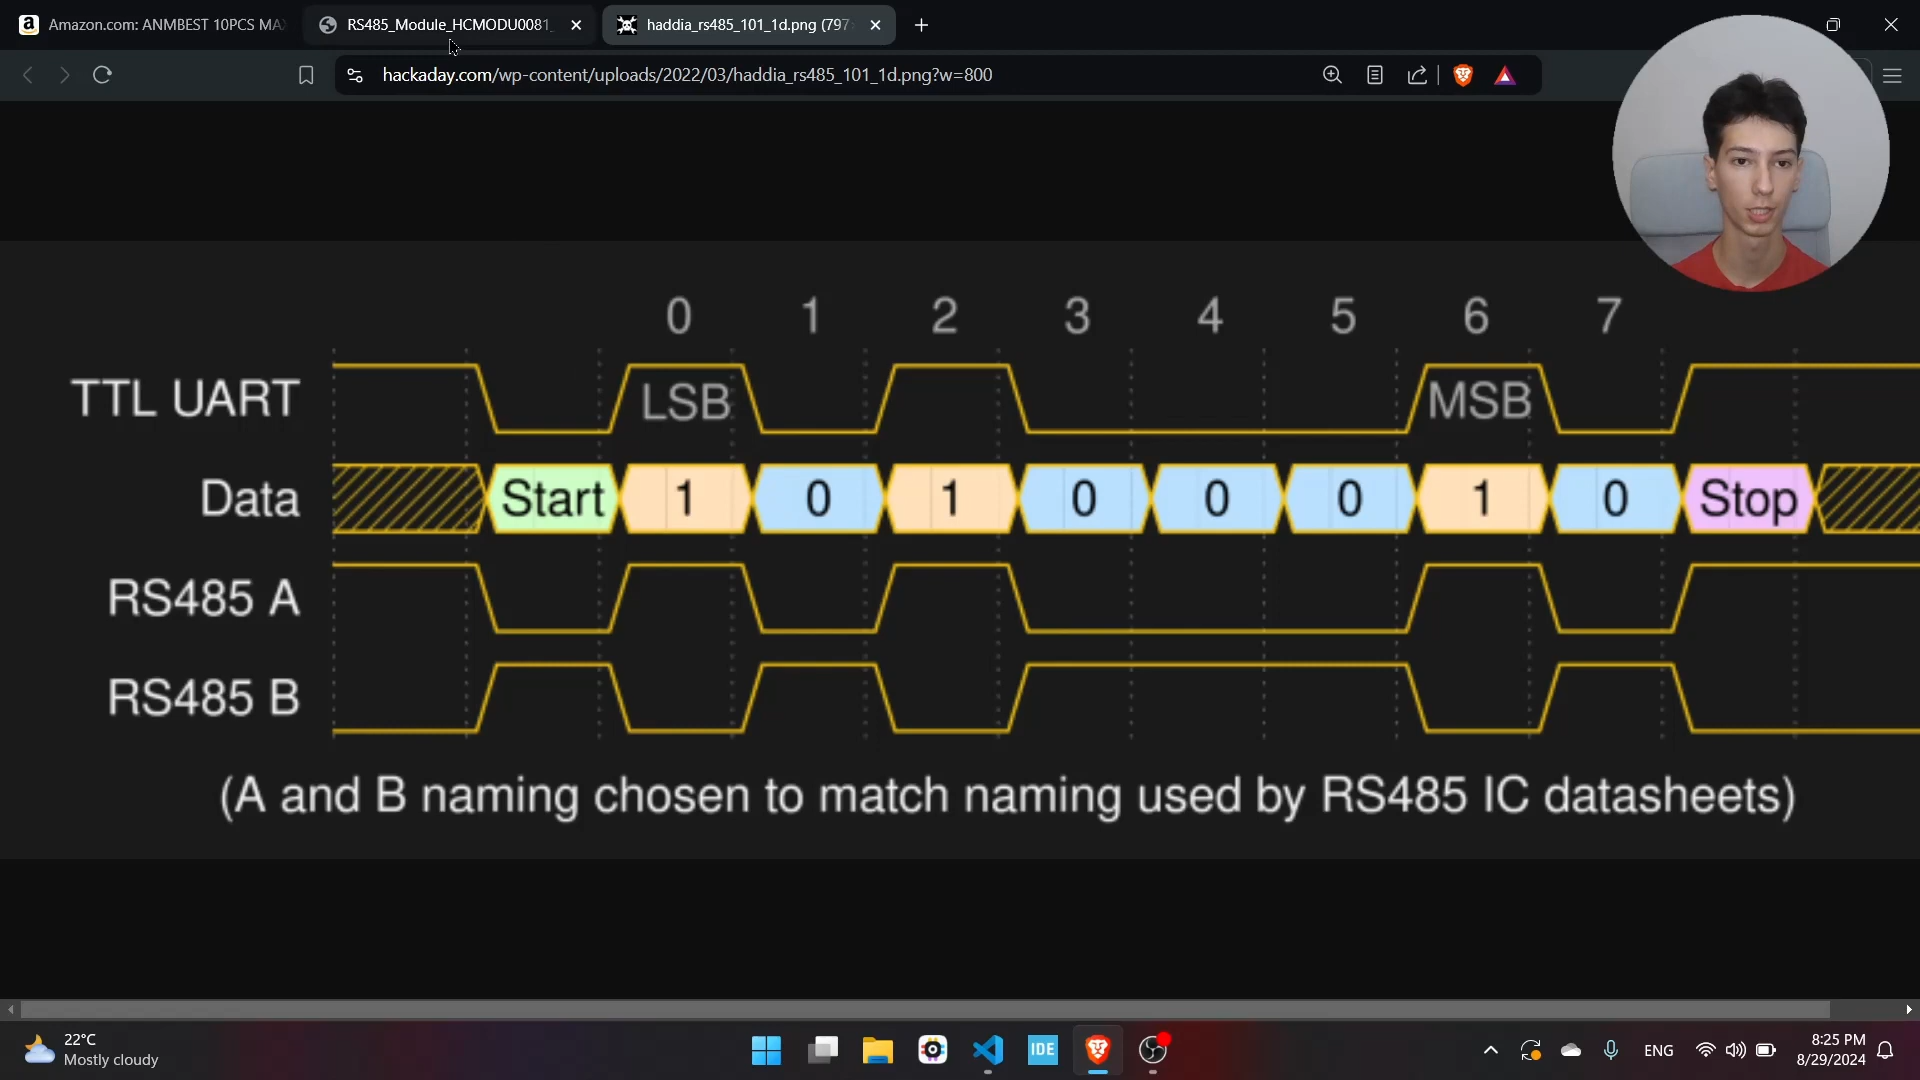 Amazon.com: ANMBEST 10PCS MA
RS485_Module_HCMODU0081_
haddia_rs485_101_1d.png (797
hackaday.com/wp-content/uploads/2022/03/haddia_rs485_101_1d.png?w=800
0 1 2 3 4 5 6 7
TTL UART LSB MSB
Data Start 1 0 1 0 0 0 1 0 Stop
RS485 A
RS485 B
(A and B naming chosen to match naming used by RS485 IC datasheets)
22°C
Mostly cloudy
IDE
ENG
8:25 PM
8/29/2024